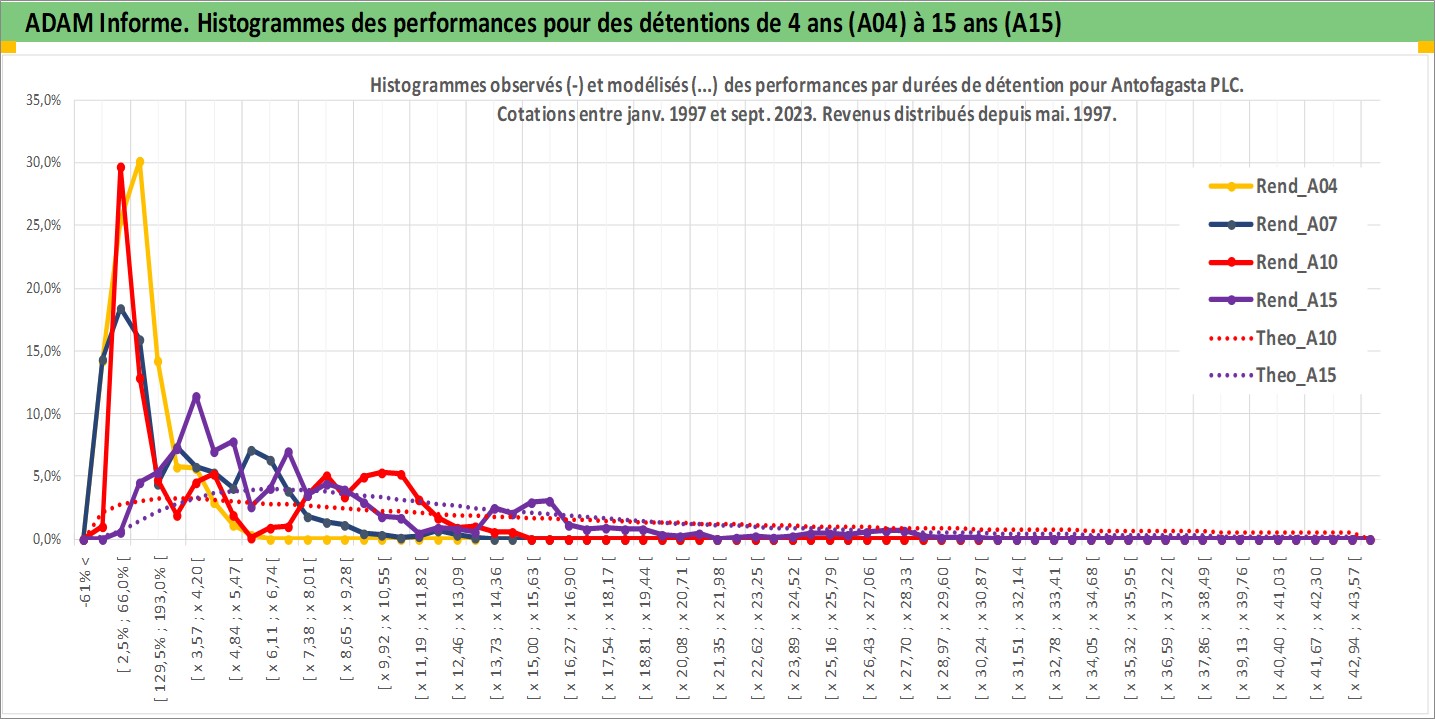 ADAM Informe. Histogrammes des performances pour des détentions de 4 ans (A04) à 15 ans (A15)
Histogrammes observés (-) et modélisés (...) des performances par durées de détention pour Antofagasta PLC.
Cotations entre janv. 1997 et sept. 2023. Revenus distribués depuis mai. 1997.
35,0%
30,0%
25,0%
20,0%
15,0%
10,0%
5,0%
0,0%
Rend_A04
Rend_A07
Rend_A10
Rend_A15
Theo_A10
Theo_A15
-61% <
[ 2,5% ; 66,0% [
[ 129,5% ; 193,0% [
[ x 3,57 ; x 4,20 [
[ x 4,84 ; x 5,47 [
[ x 6,11 ; x 6,74 [
[ x 7,38 ; x 8,01 [
[ x 8,65 ; x 9,28 [
[ x 9,92 ; x 10,55 [
[ x 11,19 ; x 11,82 [
[ x 12,46 ; x 13,09 [
[ x 13,73 ; x 14,36 [
[ x 15,00 ; x 15,63 [
[ x 16,27 ; x 16,90 [
[ x 17,54 ; x 18,17 [
[ x 18,81 ; x 19,44 [
[ x 20,08 ; x 20,71 [
[ x 21,35 ; x 21,98 [
[ x 22,62 ; x 23,25 [
[ x 23,89 ; x 24,52 [
[ x 25,16 ; x 25,79 [
[ x 26,43 ; x 27,06 [
[ x 27,70 ; x 28,33 [
[ x 28,97 ; x 29,60 [
[ x 30,24 ; x 30,87 [
[ x 31,51 ; x 32,14 [
[ x 32,78 ; x 33,41 [
[ x 34,05 ; x 34,68 [
[ x 35,32 ; x 35,95 [
[ x 36,59 ; x 37,22 [
[ x 37,86 ; x 38,49 [
[ x 39,13 ; x 39,76 [
[ x 40,40 ; x 41,03 [
[ x 41,67 ; x 42,30 [
[ x 42,94 ; x 43,57 [